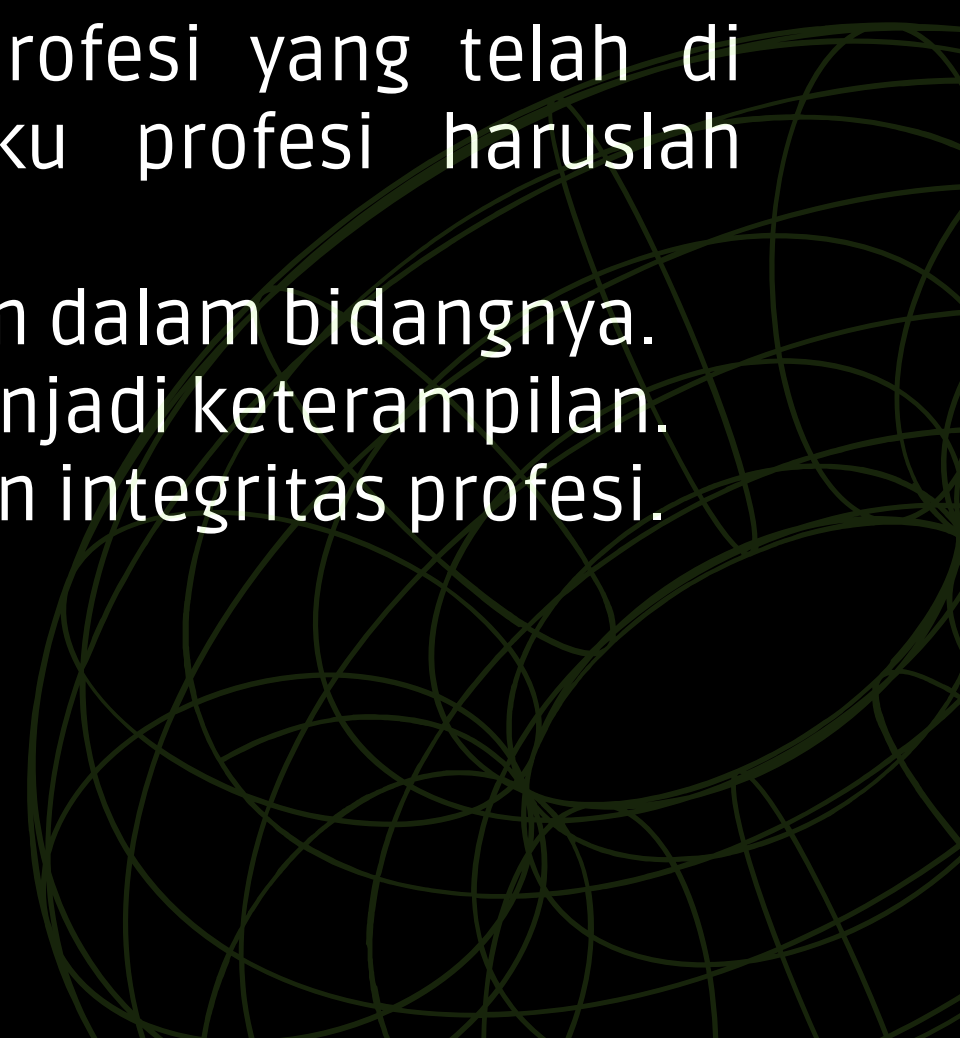 rofesi yang telah di
ku profesi haruslah
n dalam bidangnya.
njadi keterampilan.
n integritas profesi.